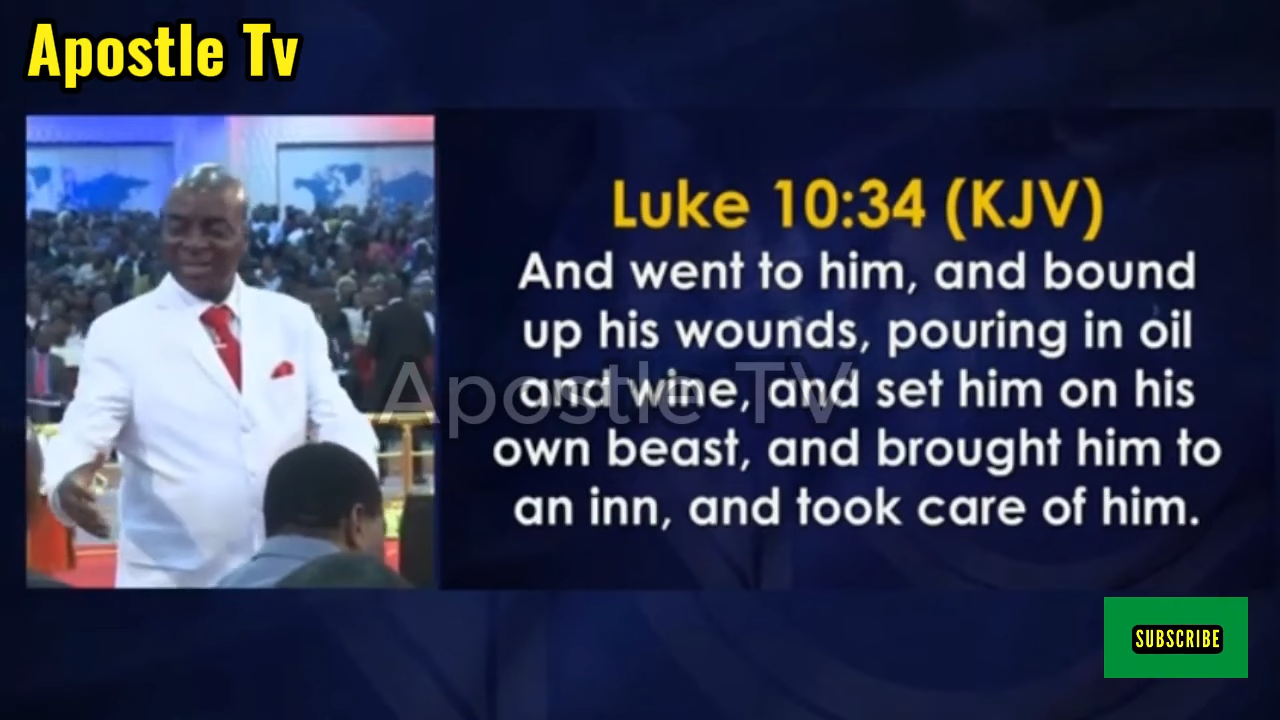 Apostle Tv
Luke 10:34 (KJV)
And went to him, and bound
up his wounds, pouring in oil
and wine, and set him on his
own beast, and brought him to
an inn, and took care of him.
Apostle TV
SUBSCRIBE